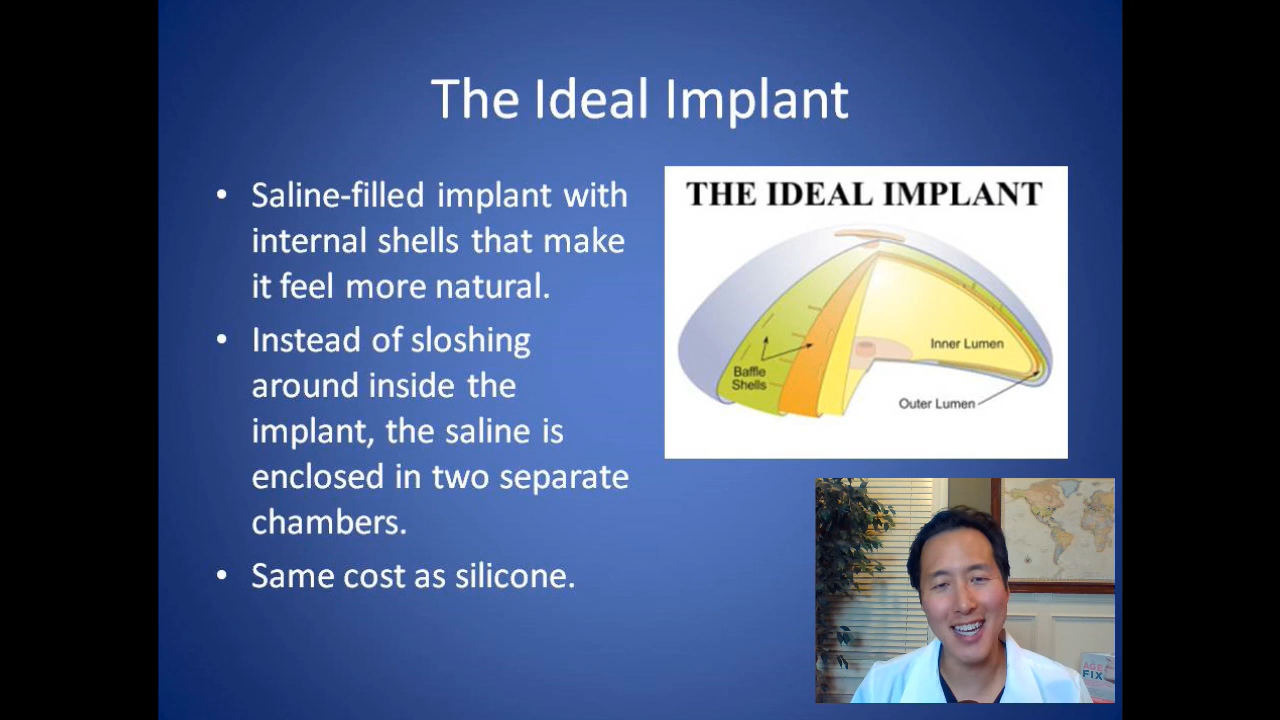 The Ideal Implant
• Saline-filled implant with
internal shells that make
it feel more natural.
• Instead of sloshing
around inside the
implant, the saline is
enclosed in two separate
chambers.
• Same cost as silicone.
THE IDEAL IMPLANT
Inner Lumen
Baffle
Shells
Outer Lumen
AGE
FIX